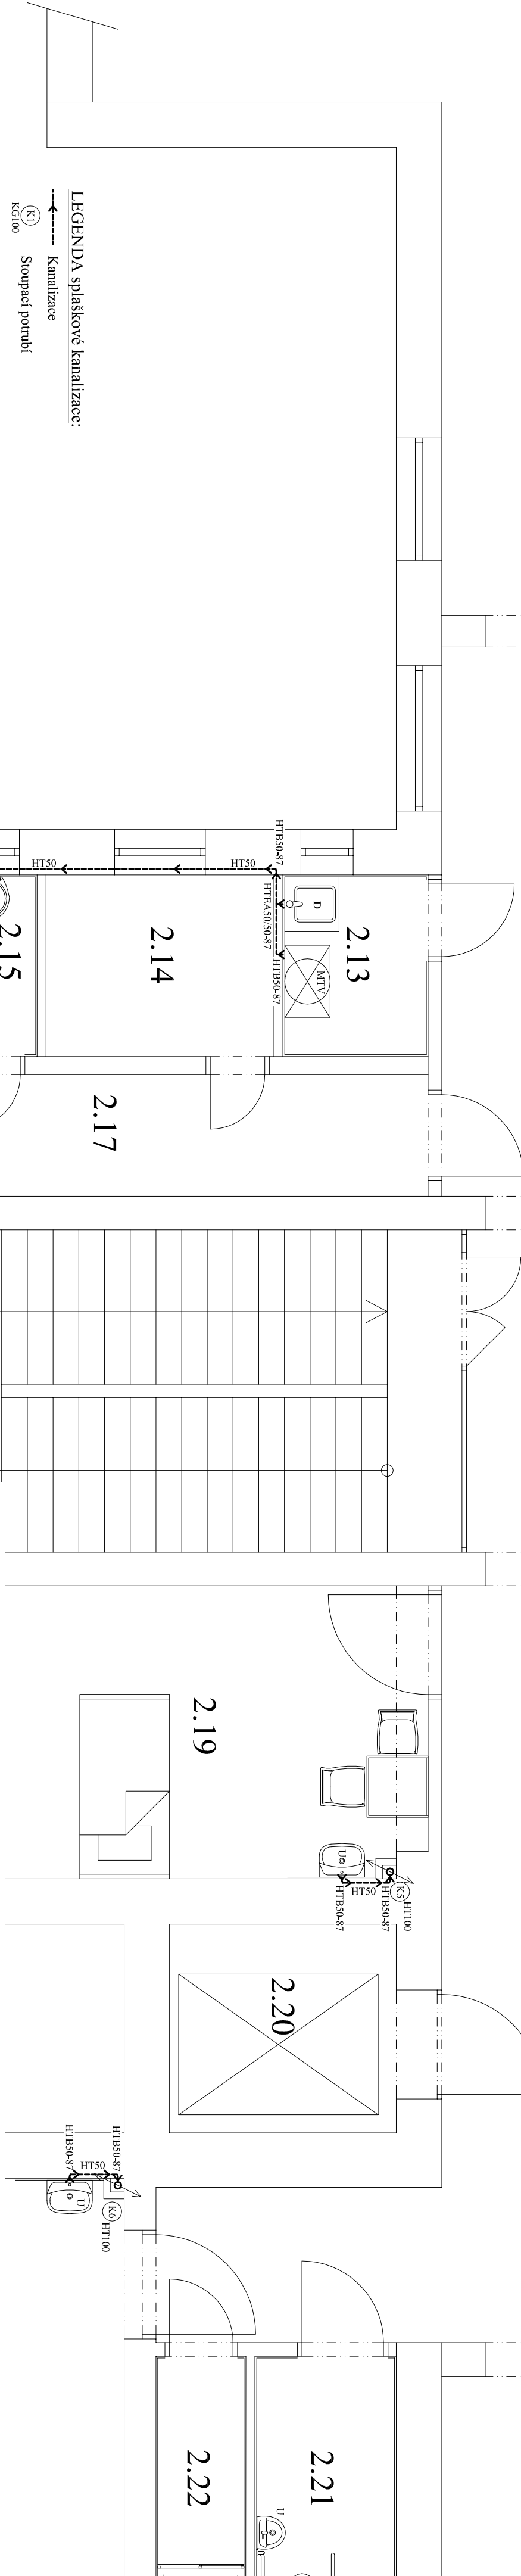 LEGENDA splaškové kanalizace:
Kanalizace
K1
KG100
Stoupací potrubí
HTB50-87
HT50
HT50
HTEA50/50-87
HTB50-87
D
MTV
2.13
2.14
2.15
2.17
2.19
U
HTB50-87
HT50
HTB50-87
K5
HT100
2.20
HTB50-87
HT50
HTB50-87
U
K6
HT100
2.21
U
2.22